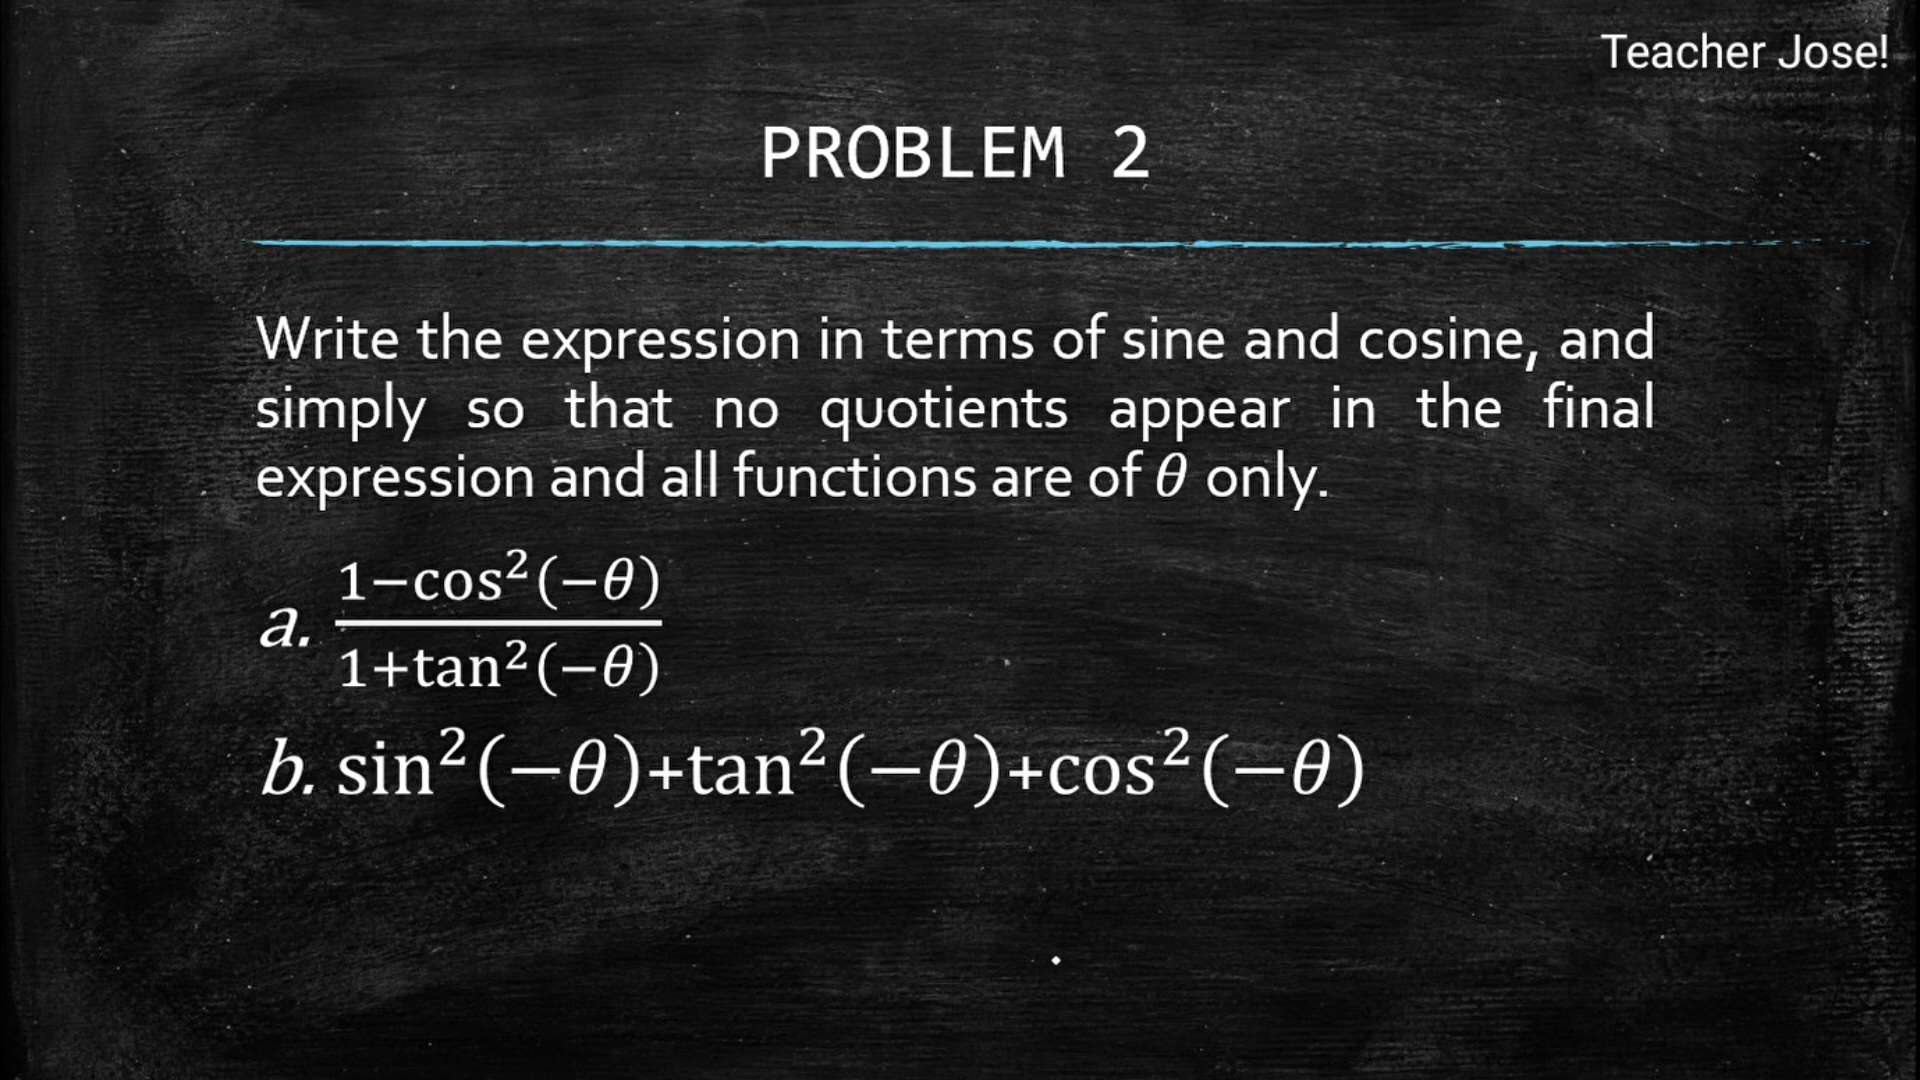 Teacher Jose!
PROBLEM 2
Write the expression in terms of sine and cosine, and
simply so that no quotients appear in the final
expression and all functions are of θ only.
a. \frac{1−cos²(−θ)}{1+tan²(−θ)}
b. sin²(−θ)+tan²(−θ)+cos²(−θ)